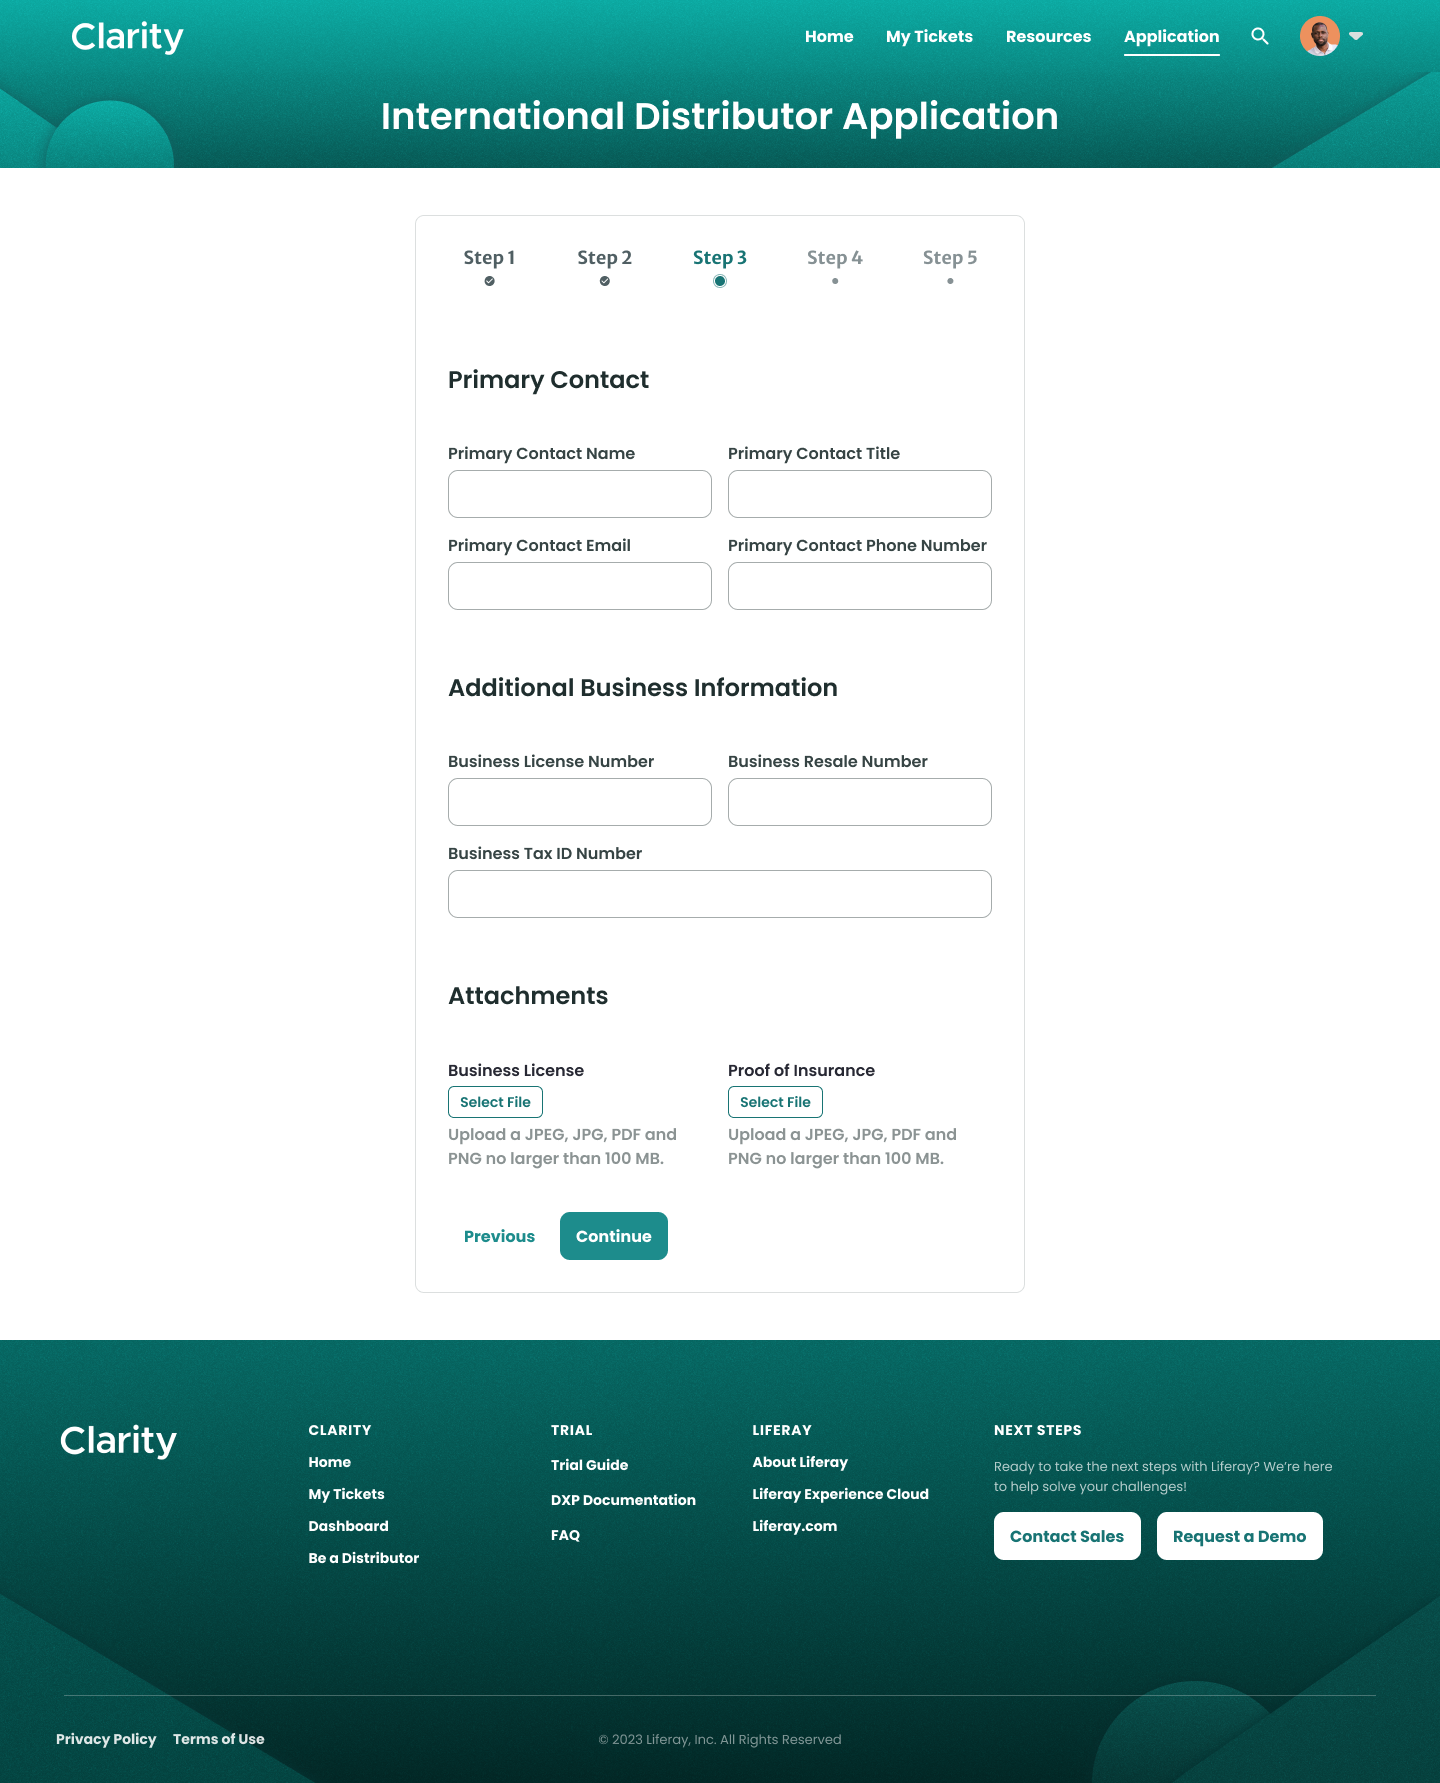 Clarity
Home My Tickets Resources Application
International Distributor Application
Step 1 Step 2 Step 3 Step 4 Step 5
Primary Contact
Primary Contact Name Primary Contact Title
Primary Contact Email Primary Contact Phone Number
Additional Business Information
Business License Number Business Resale Number
Business Tax ID Number
Attachments
Business License Proof of Insurance
Select File Select File
Upload a JPEG, JPG, PDF and Upload a JPEG, JPG, PDF and
PNG no larger than 100 MB. PNG no larger than 100 MB.
Previous Continue
Clarity
CLARITY
Home
My Tickets
Dashboard
Be a Distributor
TRIAL
Trial Guide
DXP Documentation
FAQ
LIFERAY
About Liferay
Liferay Experience Cloud
Liferay.com
NEXT STEPS
Ready to take the next steps with Liferay? We're here
to help solve your challenges!
Contact Sales Request a Demo
Privacy Policy Terms of Use © 2023 Liferay, Inc. All Rights Reserved